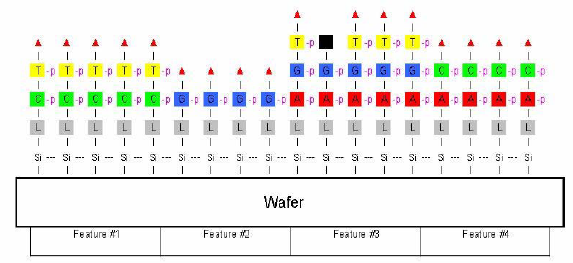 T-p T-p T-p T-p
T-p T-p T-p T-p T-p G-p G-p G-p G-p G-p C-p C-p C-p C-p
C-p C-p C-p C-p C-p G-p G-p G-p G-p A-p A-p A-p A-p A-p A-p A-p A-p A-p
L L L L L L L L L L L L L L L L L L
Si --- Si --- Si --- Si --- Si --- Si --- Si --- Si --- Si --- Si --- Si --- Si --- Si --- Si --- Si --- Si --- Si --- Si ---
Wafer
Feature #1 Feature #2 Feature #3 Feature #4